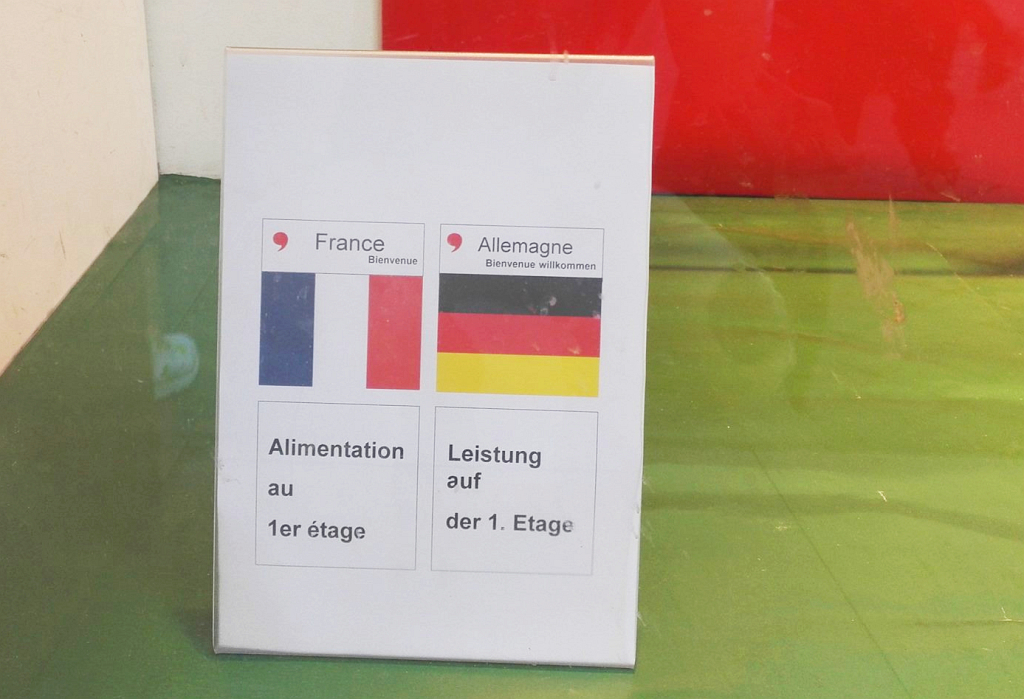 France
Bienvenue
Allemagne
Bienvenue willkommen
Alimentation
au
1er étage
Leistung
auf
der 1. Etage